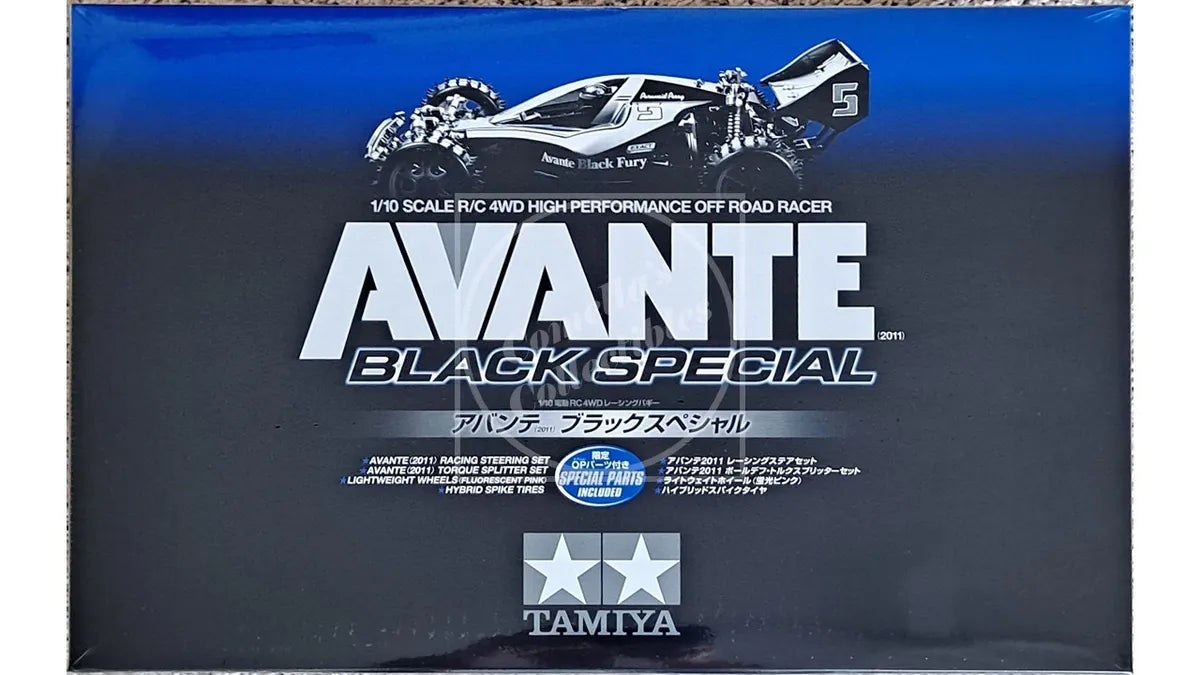 5
Paranoid Perry
5
EXACT
Avante Black Fury
1/10 SCALE R/C 4WD HIGH PERFORMANCE OFF ROAD RACER
AVANTE
(2011)
BLACK SPECIAL
1/10 電動RC4WDレーシングバギー
アバンテ(2011) ブラックスペシャル
★AVANTE(2011) RACING STEERING SET
★AVANTE(2011) TORQUE SPLITTER SET
★LIGHTWEIGHT WHEELS (FLUORESCENT PINK)
★HYBRID SPIKE TIRES
限定
OPパーツ付き
SPECIAL PARTS
INCLUDED
★アバンテ2011 レーシングステアセット
★アバンテ2011 ボールデフ・トルクスプリッターセット
★ライトウェイトホイール (蛍光ピンク)
★ハイブリッドスパイクタイヤ
Comello's
Collectibles
TAMIYA